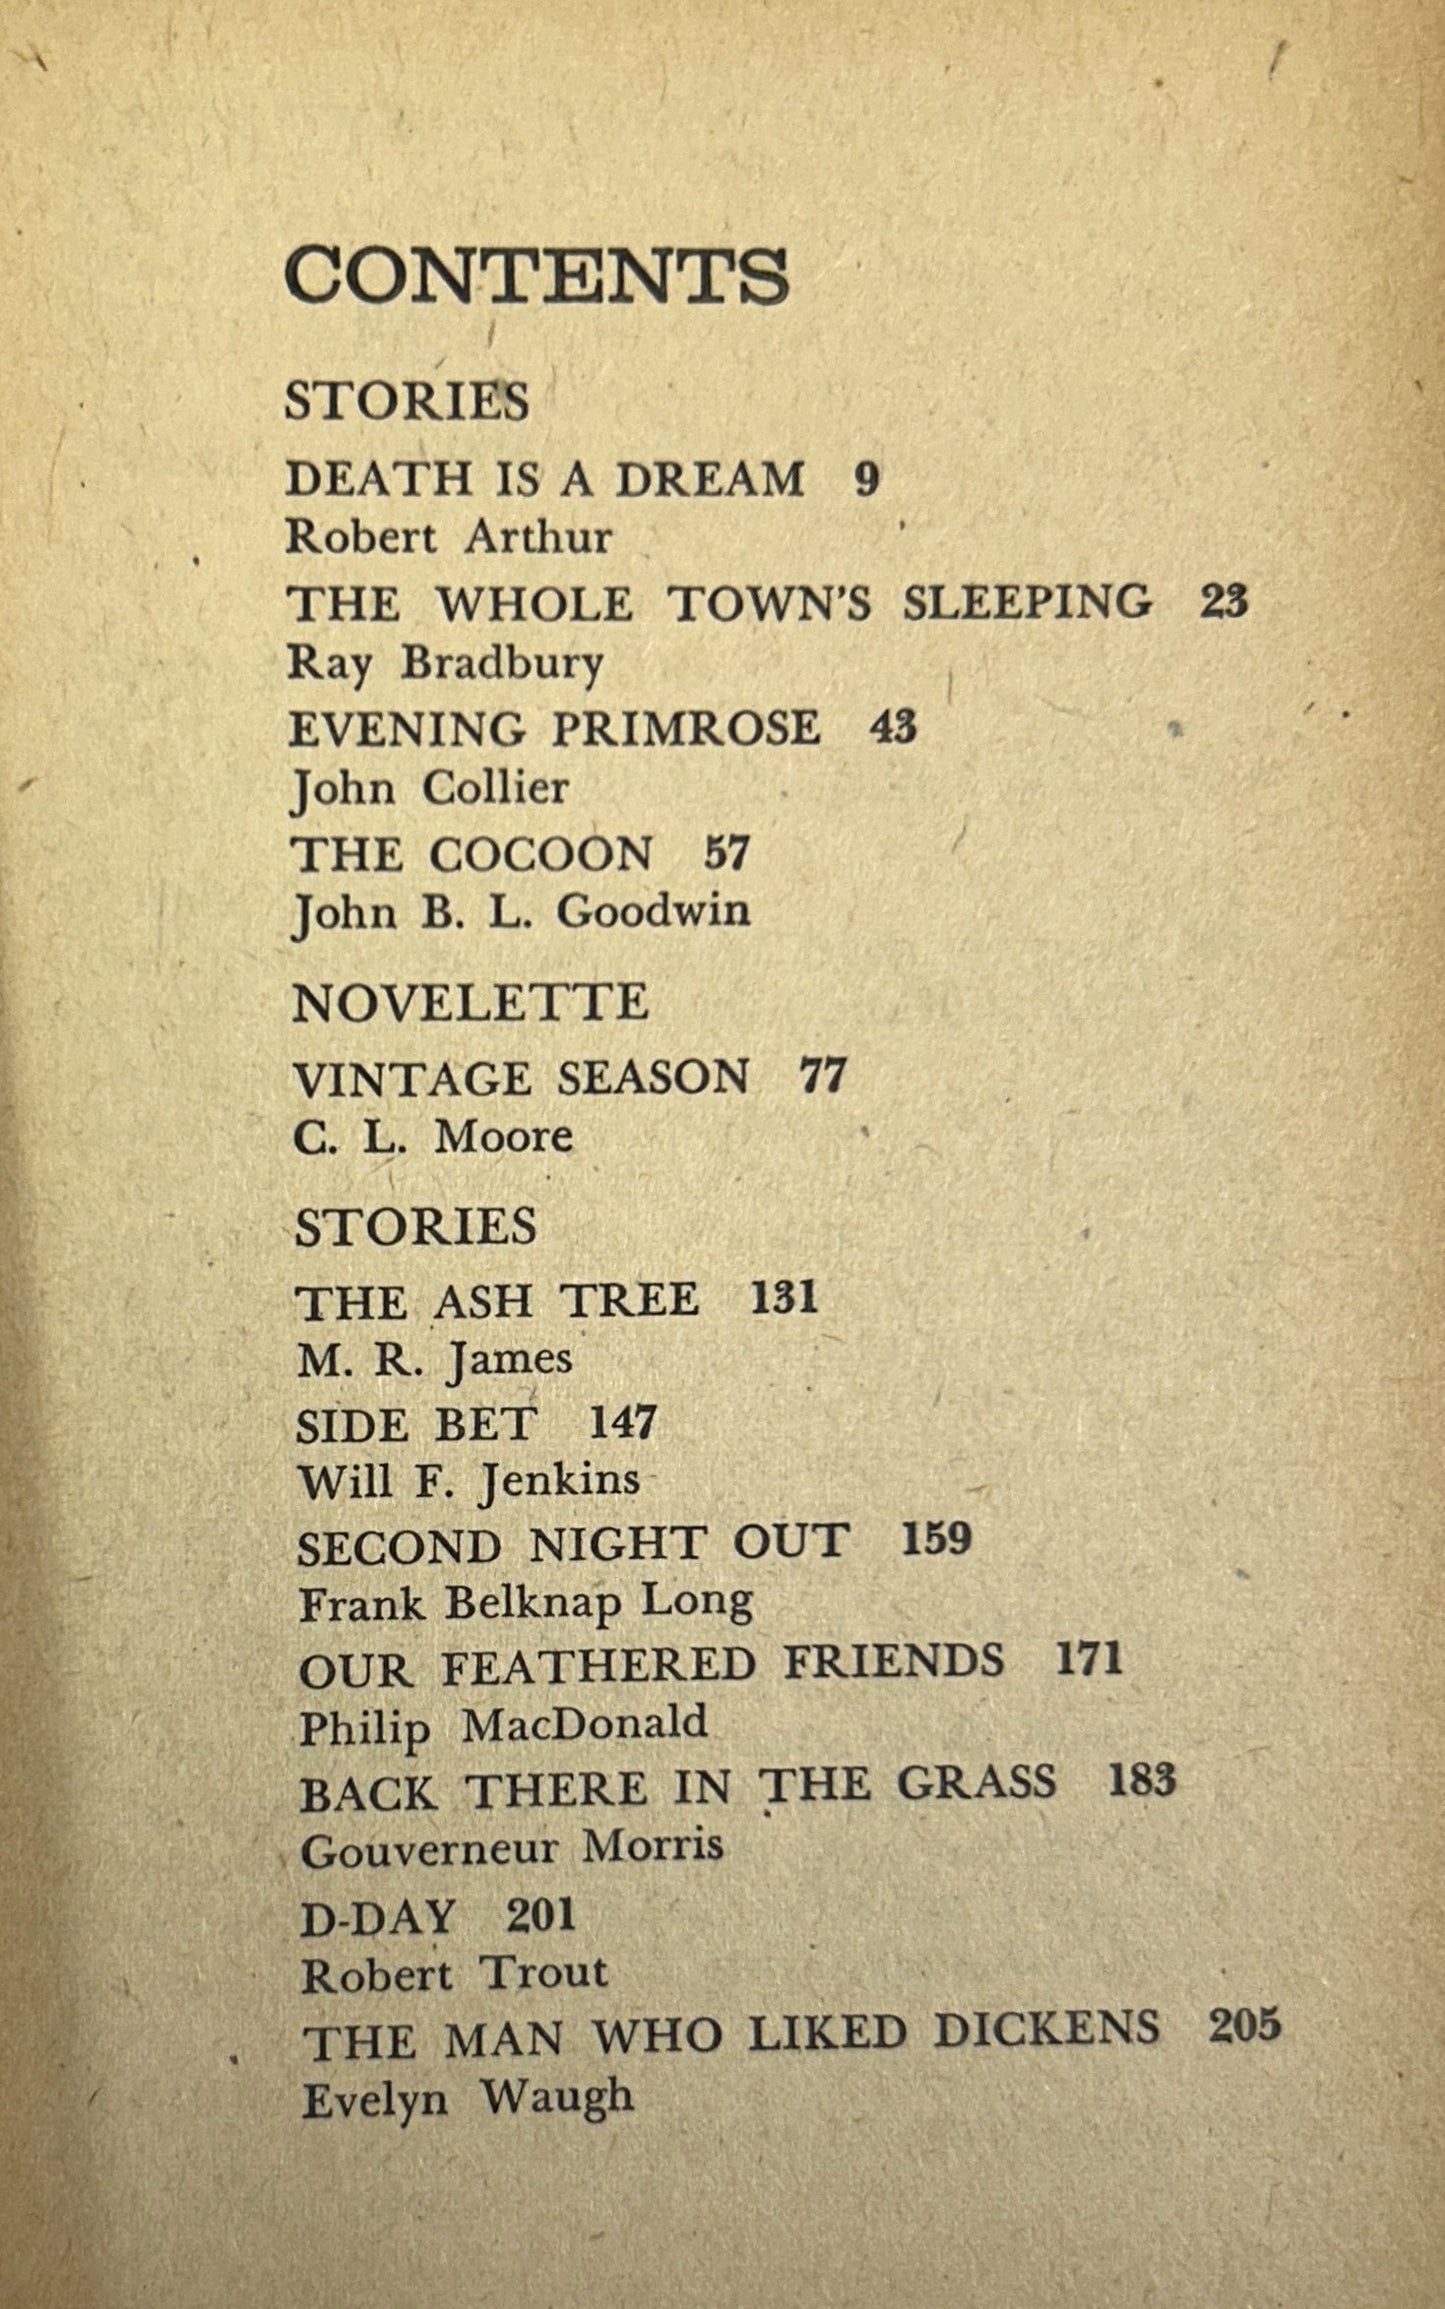 CONTENTS
STORIES
DEATH IS A DREAM 9
Robert Arthur
THE WHOLE TOWN'S SLEEPING 23
Ray Bradbury
EVENING PRIMROSE 43
John Collier
THE COCOON 57
John B. L. Goodwin
NOVELETTE
VINTAGE SEASON 77
C. L. Moore
STORIES
THE ASH TREE 131
M. R. James
SIDE BET 147
Will F. Jenkins
SECOND NIGHT OUT 159
Frank Belknap Long
OUR FEATHERED FRIENDS 171
Philip MacDonald
BACK THERE IN THE GRASS 183
Gouverneur Morris
D-DAY 201
Robert Trout
THE MAN WHO LIKED DICKENS 205
Evelyn Waugh